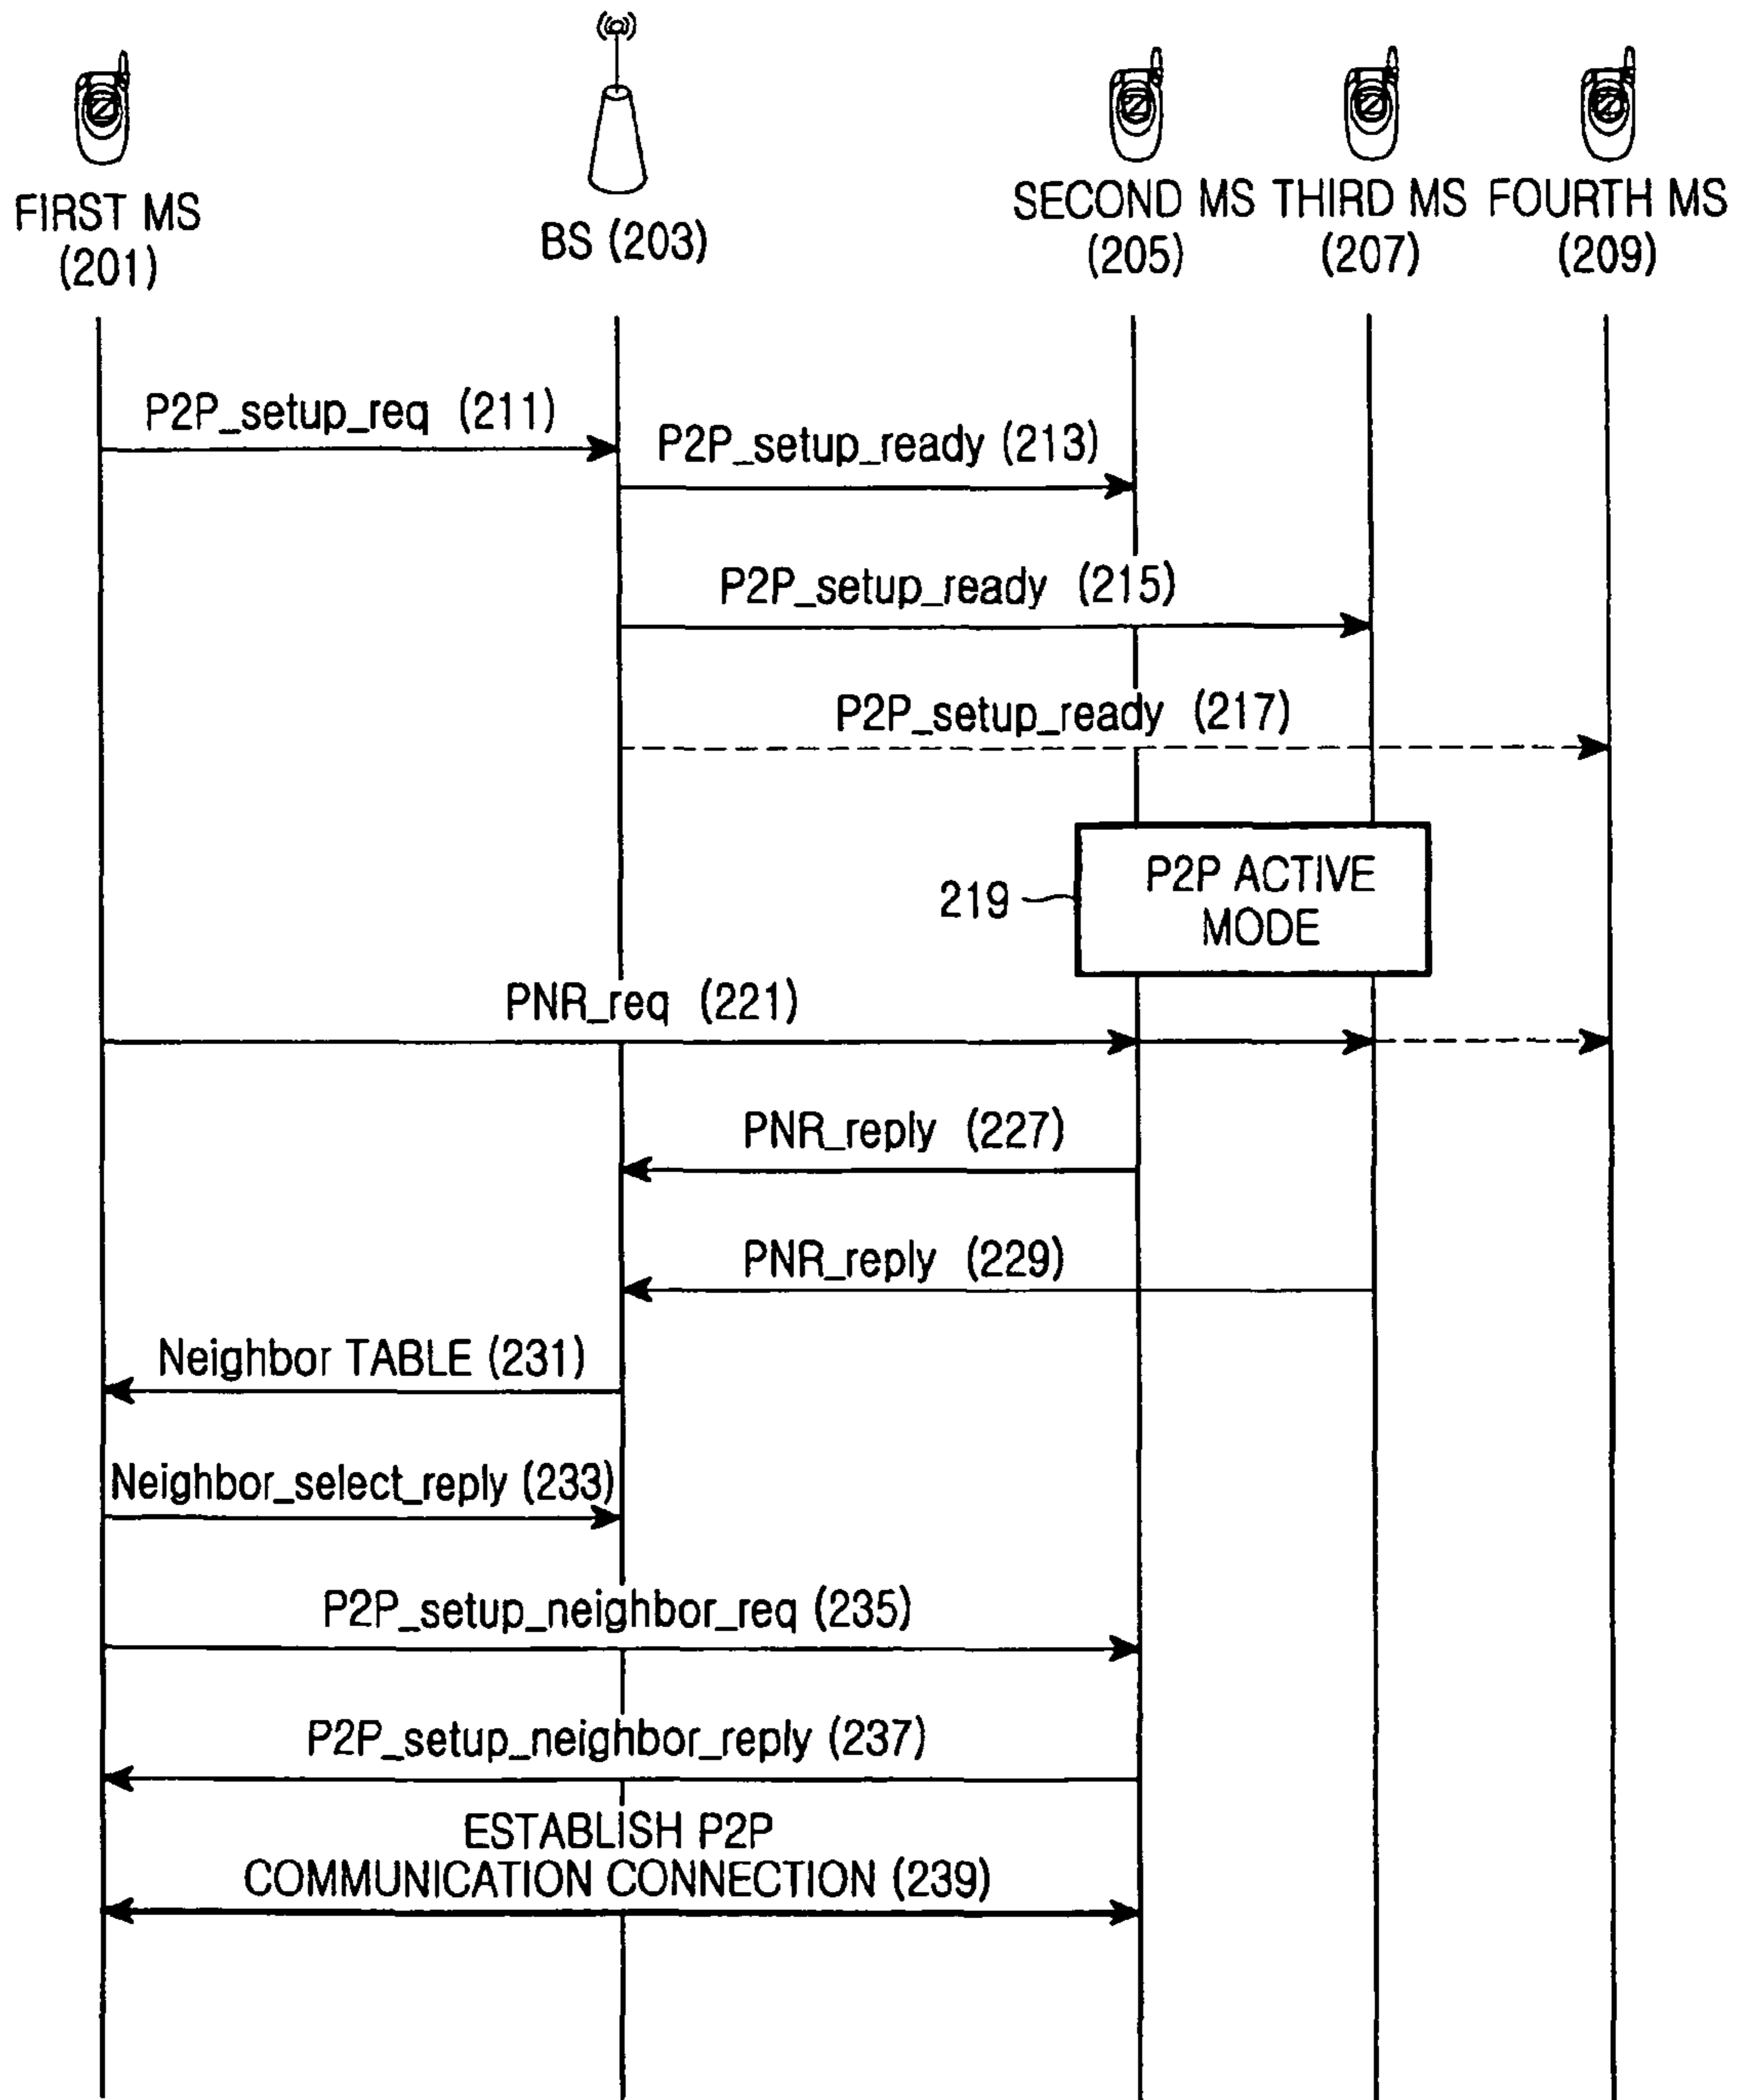 FIRST MS
(201)
BS (203)
SECOND MS
(205)
THIRD MS
(207)
FOURTH MS
(209)
P2P_setup_req (211)
P2P_setup_ready (213)
P2P_setup_ready (215)
P2P_setup_ready (217)
219
P2P ACTIVE
MODE
PNR_req (221)
PNR_reply (227)
PNR_reply (229)
Neighbor TABLE (231)
Neighbor_select_reply (233)
P2P_setup_neighbor_req (235)
P2P_setup_neighbor_reply (237)
ESTABLISH P2P
COMMUNICATION CONNECTION (239)